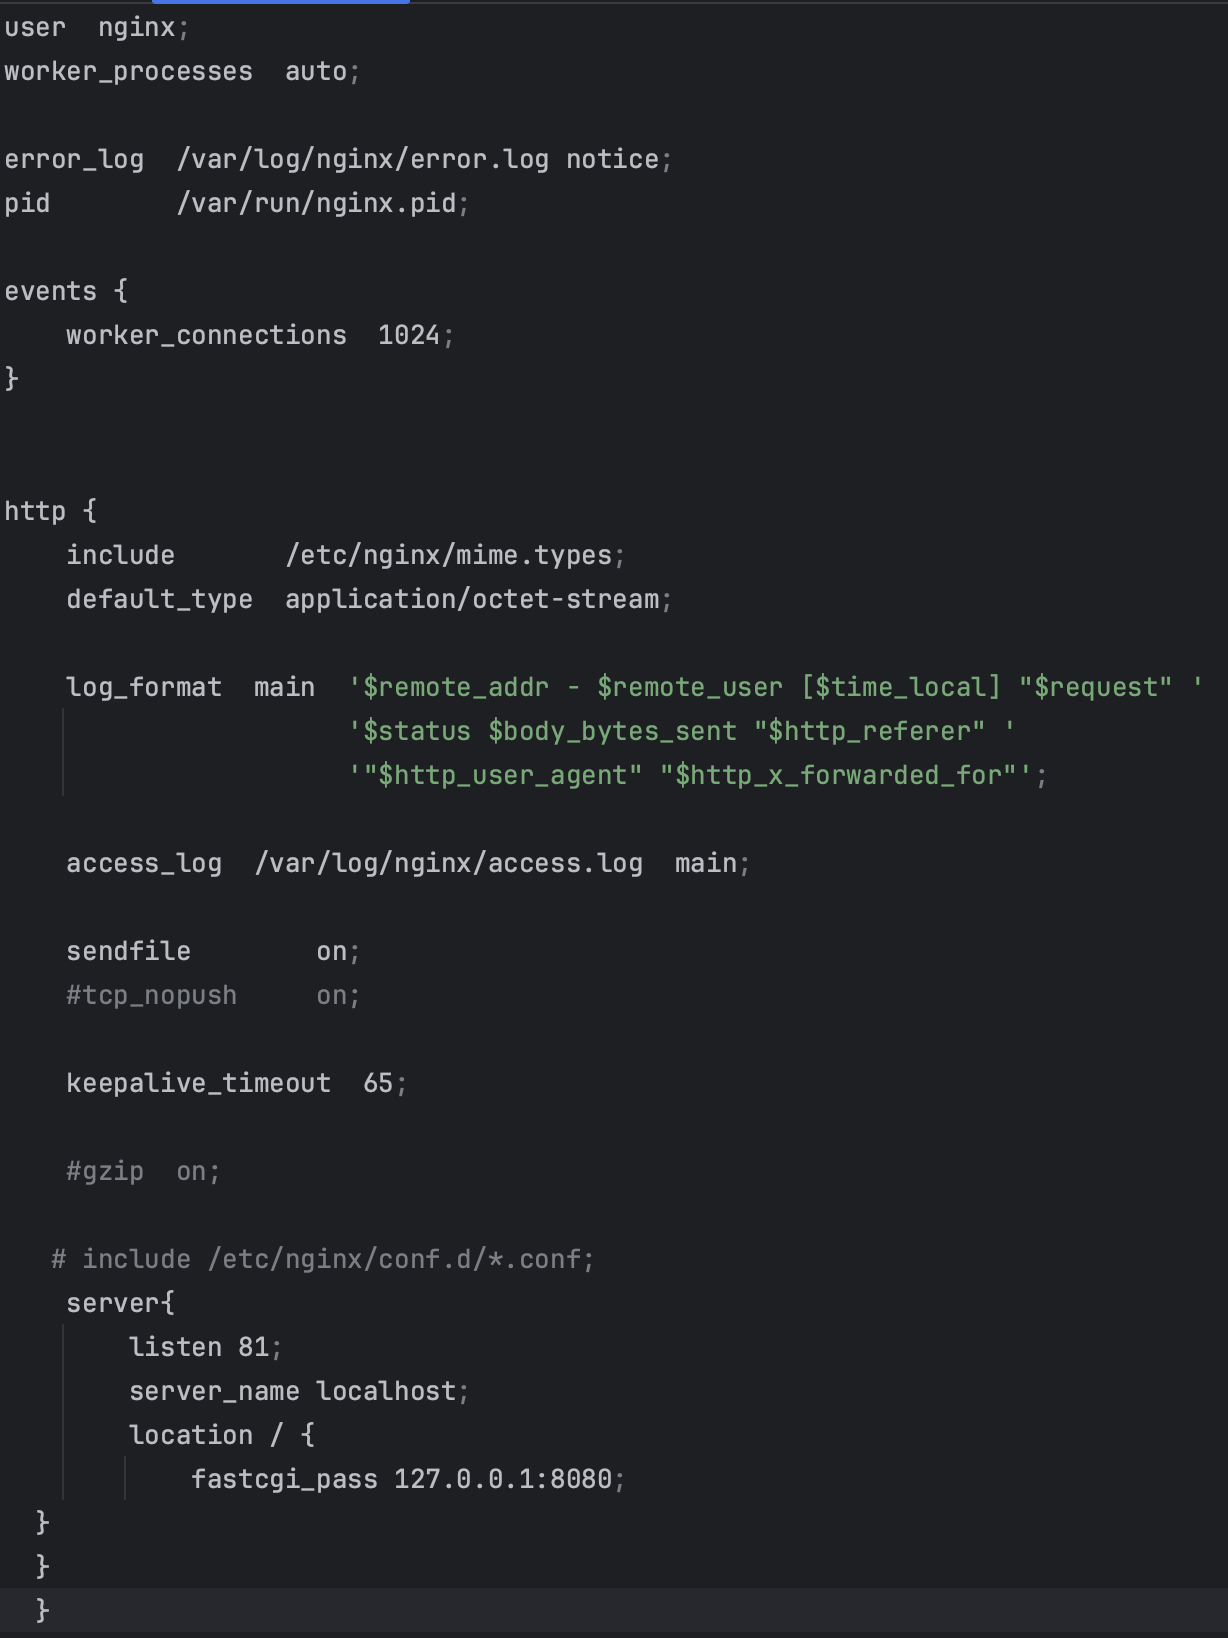 user  nginx;
worker_processes  auto;
error_log  /var/log/nginx/error.log notice;
pid        /var/run/nginx.pid;
events {
    worker_connections  1024;
}
http {
    include       /etc/nginx/mime.types;
    default_type  application/octet-stream;
    log_format  main  '$remote_addr - $remote_user [$time_local] "$request" '
                      '$status $body_bytes_sent "$http_referer" '
                      '"$http_user_agent" "$http_x_forwarded_for"';
    access_log  /var/log/nginx/access.log  main;
    sendfile        on;
    #tcp_nopush     on;
    keepalive_timeout  65;
    #gzip  on;
   # include /etc/nginx/conf.d/*.conf;
    server{
        listen 81;
        server_name localhost;
        location / {
            fastcgi_pass 127.0.0.1:8080;
  }
  }
  }